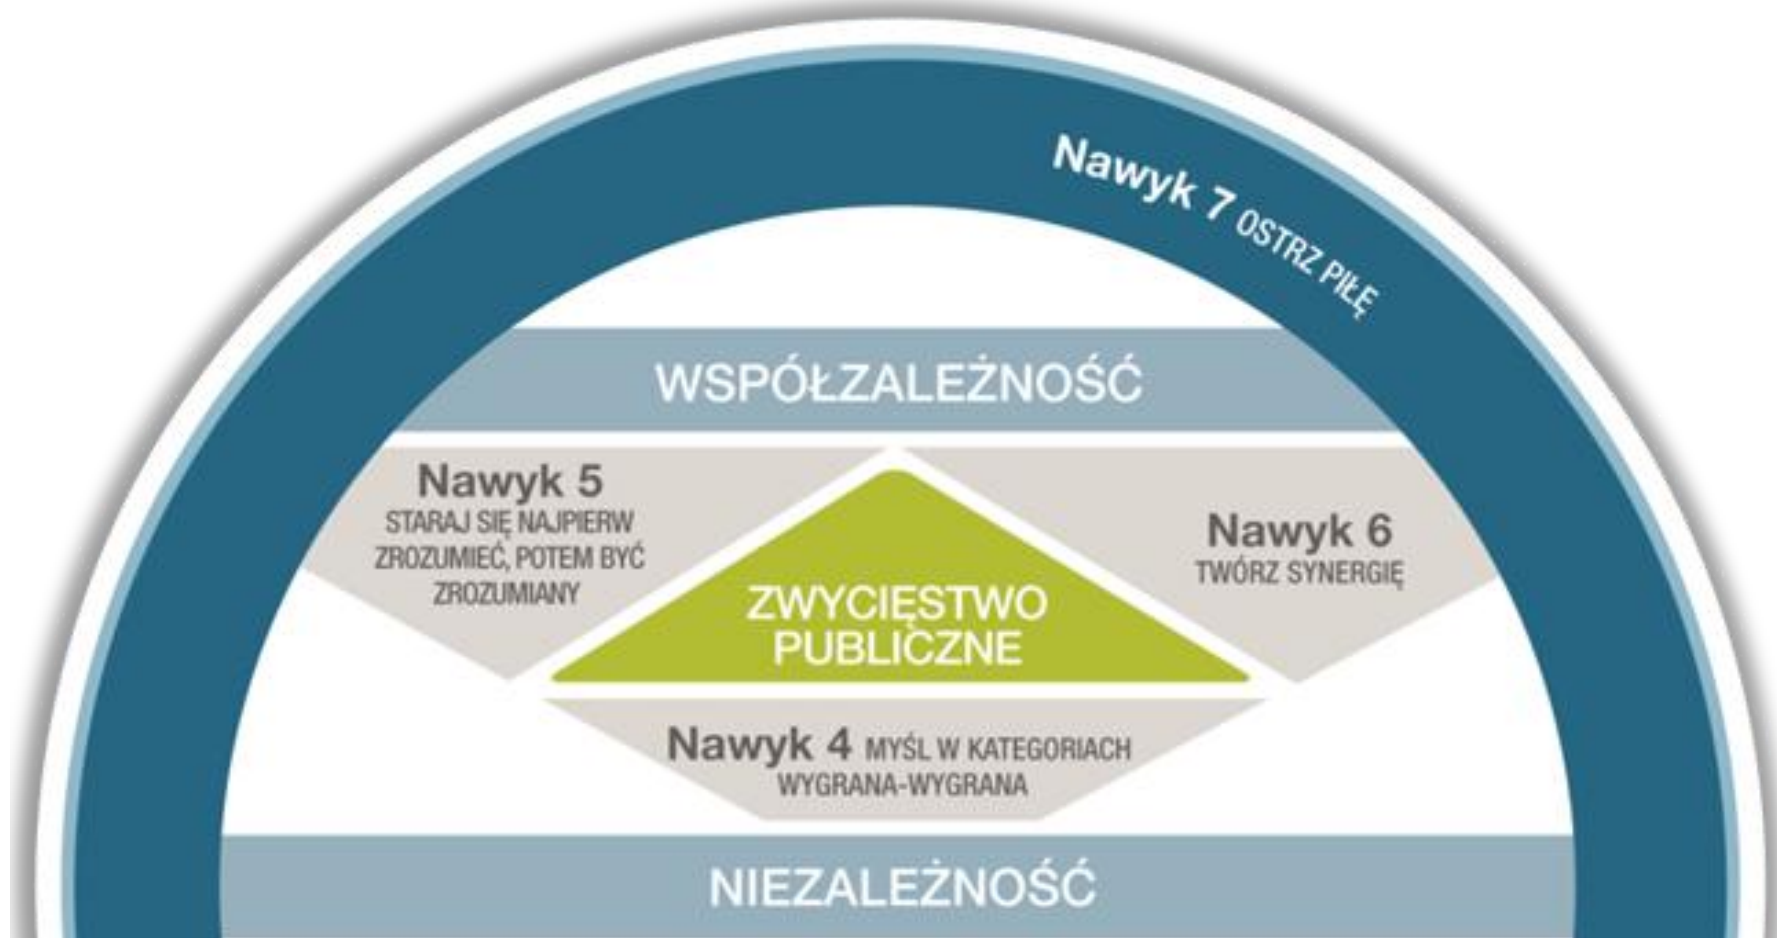 Nawyk 7 OSTRZ PIŁĘ
WSPÓŁZALEŻNOŚĆ
Nawyk 5
STARAJ SIĘ NAJPIERW
ZROZUMIEĆ, POTEM BYĆ
ZROZUMIANY
Nawyk 6
TWÓRZ SYNERGIĘ
ZWYCIĘSTWO
PUBLICZNE
Nawyk 4 MYŚL W KATEGORIACH
WYGRANA-WYGRANA
NIEZALEŻNOŚĆ